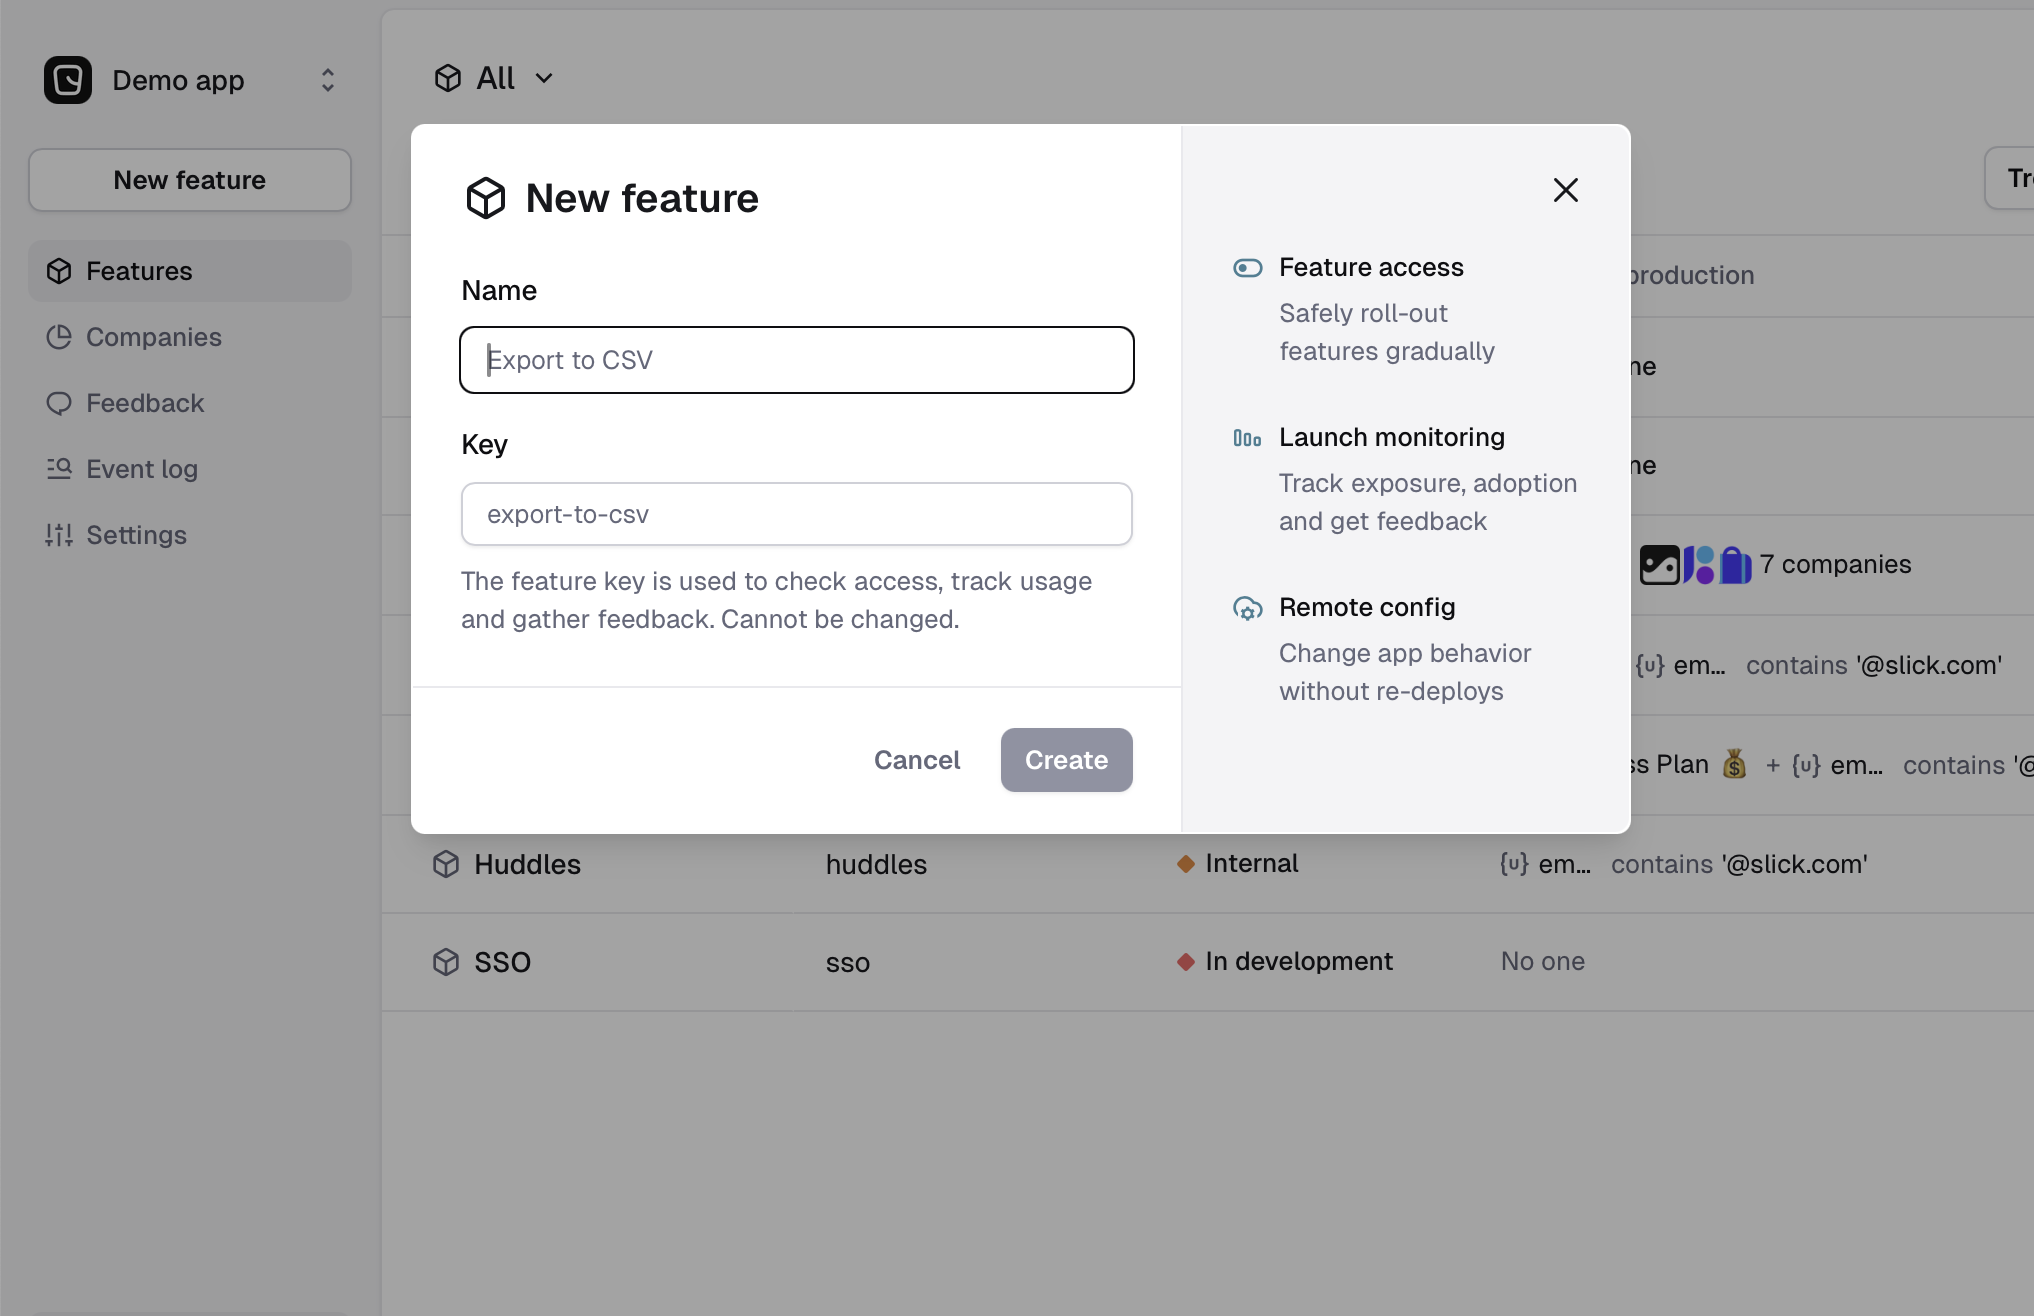 Demo app
New feature
Features
Companies
Feedback
Event log
Settings
All
New feature
Name
Export to CSV
Key
export-to-csv
The feature key is used to check access, track usage
and gather feedback. Cannot be changed.
Cancel
Create
Feature access
Safely roll-out
features gradually
Launch monitoring
Track exposure, adoption
and get feedback
Remote config
Change app behavior
without re-deploys
production
7 companies
{U} em... contains '@slick.com'
Plan 💰 + {U} em... contains
Huddles huddles Internal {U} em... contains '@slick.com'
SSO sso In development No one